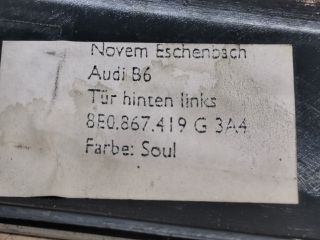 Novem Eschenbach
Audi B6
Tür hinten links
8E0.867.419 G 3A4
Farbe: Soul